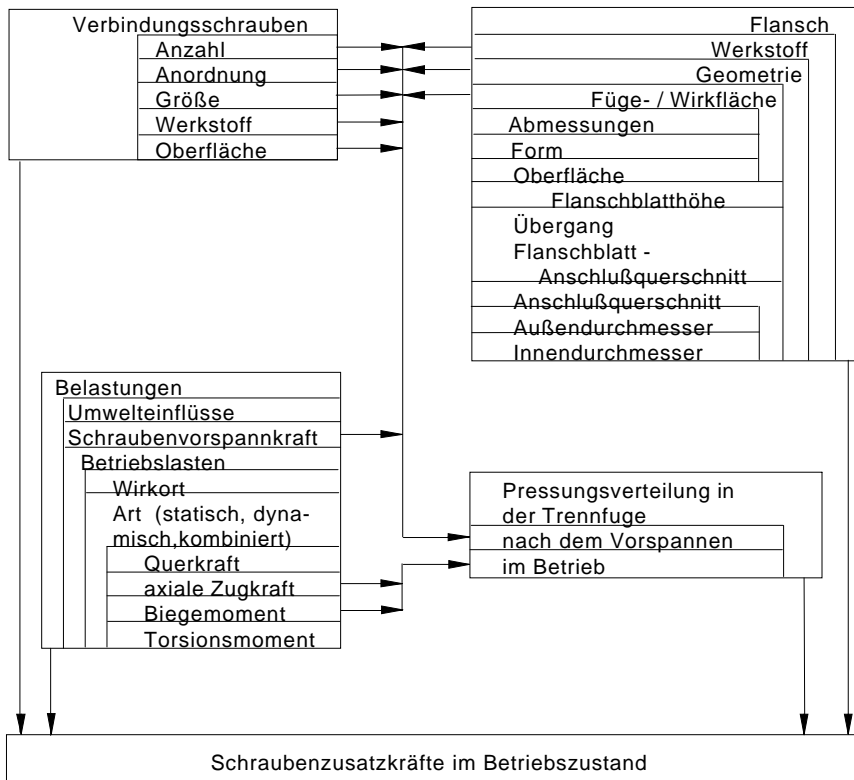 Verbindungsschrauben
Anzahl
Anordnung
Größe
Werkstoff
Oberfläche
Flansch
Werkstoff
Geometrie
Füge- / Wirkfläche
Abmessungen
Form
Oberfläche
Flanschblatthöhe
Übergang
Flanschblatt -
Anschlußquerschnitt
Anschlußquerschnitt
Außendurchmesser
Innendurchmesser
Belastungen
Umwelteinflüsse
Schraubenvorspannkraft
Betriebslasten
Wirkort
Art (statisch, dyna-
misch,kombiniert)
Querkraft
axiale Zugkraft
Biegemoment
Torsionsmoment
Pressungsverteilung in
der Trennfuge
nach dem Vorspannen
im Betrieb
Schraubenzusatzkräfte im Betriebszustand